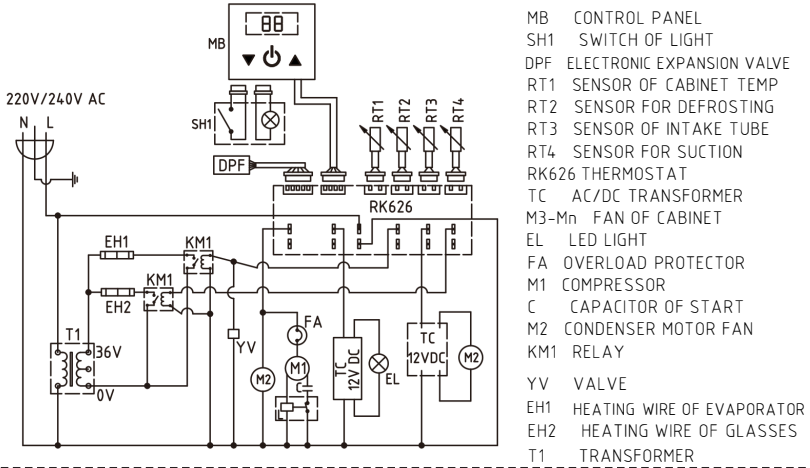 88
MB
220V/240V AC
N L
SH1
RT1
RT2
RT3
RT4
DPF
RK626
EH1
KM1
KM1
EH2
T1
36V
0V
YV
FA
M2
M1
C
TC
12V DC
EL
TC
12VDC
M2
MB CONTROL PANEL
SH1 SWITCH OF LIGHT
DPF ELECTRONIC EXPANSION VALVE
RT1 SENSOR OF CABINET TEMP
RT2 SENSOR FOR DEFROSTING
RT3 SENSOR OF INTAKE TUBE
RT4 SENSOR FOR SUCTION
RK626 THERMOSTAT
TC AC/DC TRANSFORMER
M3-Mn FAN OF CABINET
EL LED LIGHT
FA OVERLOAD PROTECTOR
M1 COMPRESSOR
C CAPACITOR OF START
M2 CONDENSER MOTOR FAN
KM1 RELAY
YV VALVE
EH1 HEATING WIRE OF EVAPORATOR
EH2 HEATING WIRE OF GLASSES
T1 TRANSFORMER